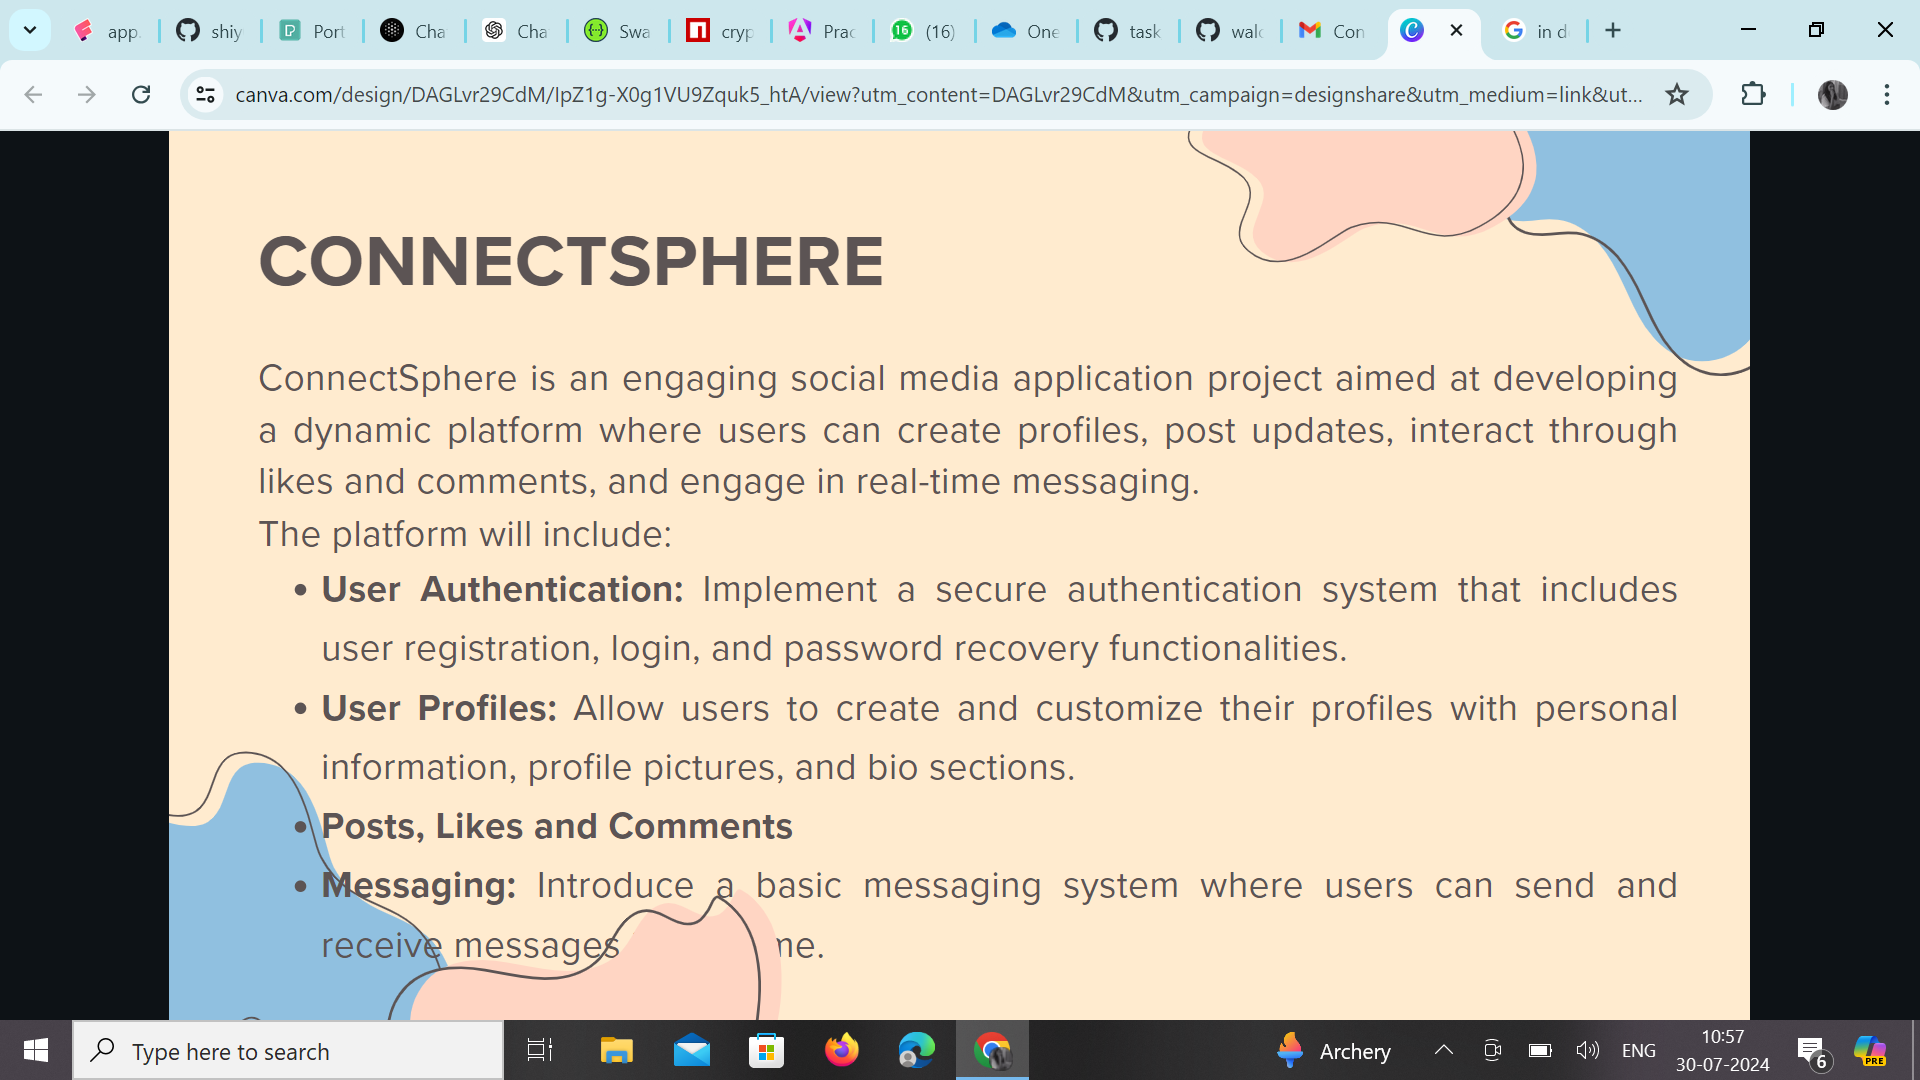 app.
shiy
Port
Cha
Cha
Swa
cryp
Prac
16
(16)
One
task
walc
Con
in d
canva.com/design/DAGLvr29CdM/IpZ1g-X0g1VU9Zquk5_htA/view?utm_content=DAGLvr29CdM&utm_campaign=designshare&utm_medium=link&ut...
CONNECTSPHERE
ConnectSphere is an engaging social media application project aimed at developing
a dynamic platform where users can create profiles, post updates, interact through
likes and comments, and engage in real-time messaging.
The platform will include:
• User Authentication: Implement a secure authentication system that includes
user registration, login, and password recovery functionalities.
• User Profiles: Allow users to create and customize their profiles with personal
information, profile pictures, and bio sections.
• Posts, Likes and Comments
• Messaging: Introduce a basic messaging system where users can send and
receive messages me.
Type here to search
Archery
ENG
10:57
30-07-2024
6
PRE